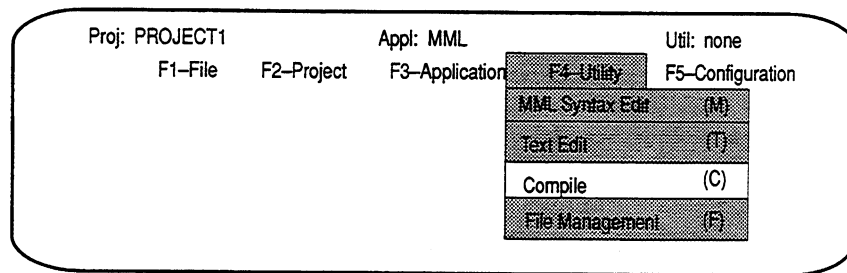 Proj: PROJECT1 Appl: MML Util: none
F1–File F2–Project F3–Application F4–Utility F5–Configuration
MML Syntax Edit (M)
Text Edit (T)
Compile (C)
File Management (F)